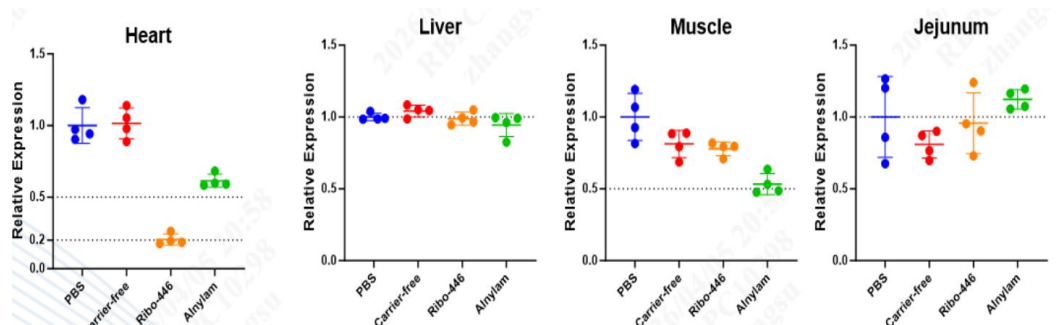 Heart
Relative Expression
1.5
1.0
0.5
0.2
0.0
PBS
Carrier-free
Ribo-446
Alnylam
Liver
Relative Expression
1.5
1.0
0.5
0.0
PBS
Carrier-free
Ribo-446
Alnylam
Muscle
Relative Expression
1.5
1.0
0.5
0.0
PBS
Carrier-free
Ribo-446
Alnylam
Jejunum
Relative Expression
1.5
1.0
0.5
0.0
PBS
Carrier-free
Ribo-446
Alnylam